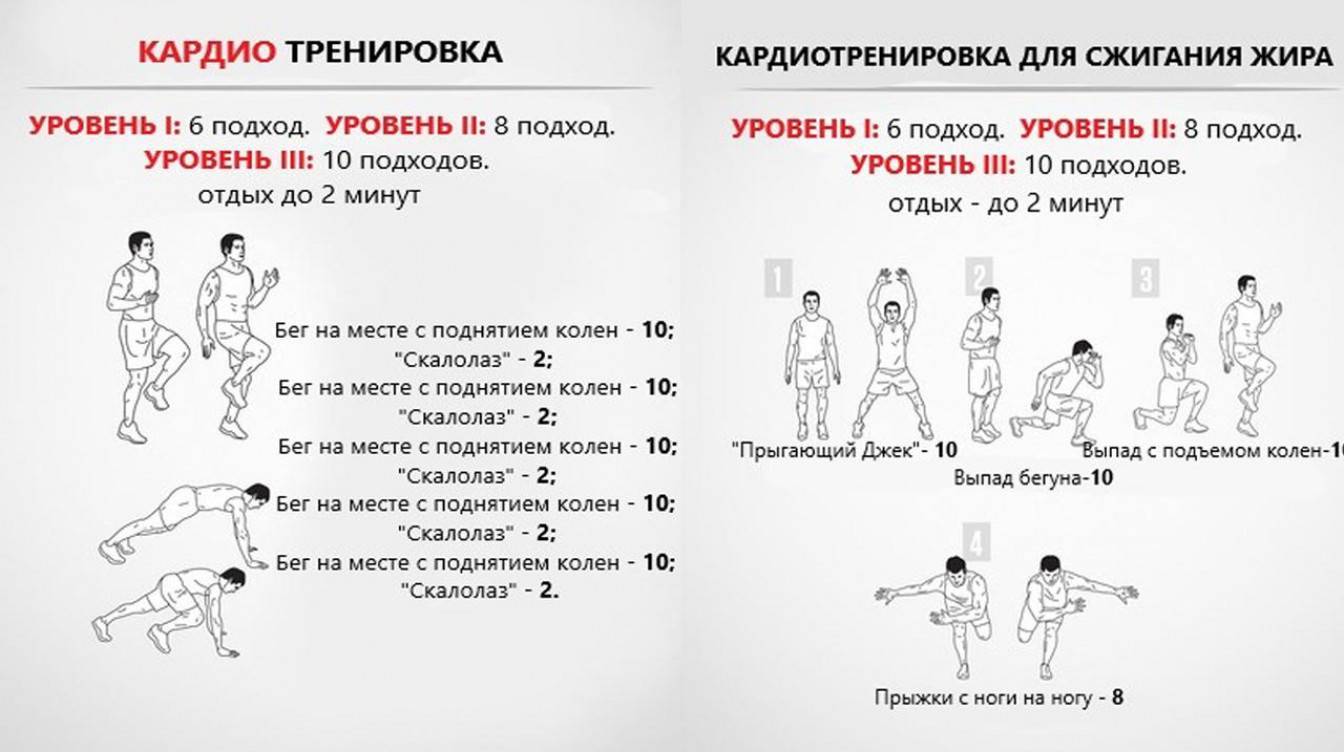 КАРДИО ТРЕНИРОВКА
УРОВЕНЬ I: 6 подход. УРОВЕНЬ II: 8 подход.
УРОВЕНЬ III: 10 подходов.
отдых до 2 минут
Бег на месте с поднятием колен - 10;
"Скалолаз" - 2;
Бег на месте с поднятием колен - 10;
"Скалолаз" - 2;
Бег на месте с поднятием колен - 10;
"Скалолаз" - 2;
Бег на месте с поднятием колен - 10;
"Скалолаз" - 2;
Бег на месте с поднятием колен - 10;
"Скалолаз" - 2.
КАРДИОТРЕНИРОВКА ДЛЯ СЖИГАНИЯ ЖИРА
УРОВЕНЬ I: 6 подход. УРОВЕНЬ II: 8 подход.
УРОВЕНЬ III: 10 подходов.
отдых - до 2 минут
1
2
3
"Прыгающий Джек"- 10
Выпад с подъемом колен-10
Выпад бегуна-10
4
Прыжки с ноги на ногу - 8